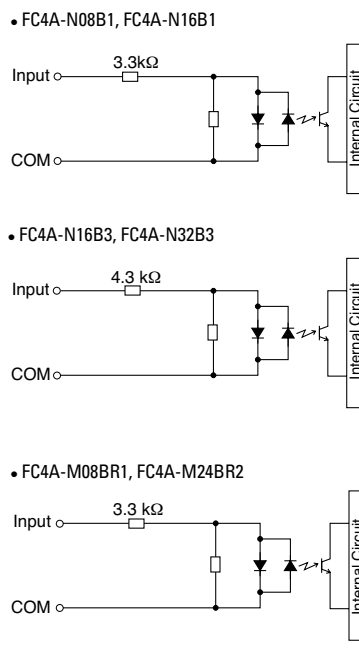 • FC4A-N08B1, FC4A-N16B1
3.3kΩ
Input
COM
Internal Circuit
• FC4A-N16B3, FC4A-N32B3
4.3 kΩ
Input
COM
Internal Circuit
• FC4A-M08BR1, FC4A-M24BR2
3.3 kΩ
Input
COM
Internal Circuit